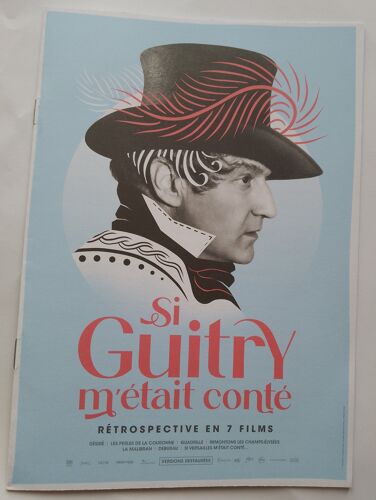 Si
Guitry
m'était conté
RÉTROSPECTIVE EN 7 FILMS
DÉSIRÉ | LES PERLES DE LA COURONNE | QUADRILLE | REMONTONS LES CHAMPS-ÉLYSÉES
LA MALIBRAN | DEBURAU | SI VERSAILLES M'ÉTAIT CONTÉ...
VERSIONS RESTAURÉES